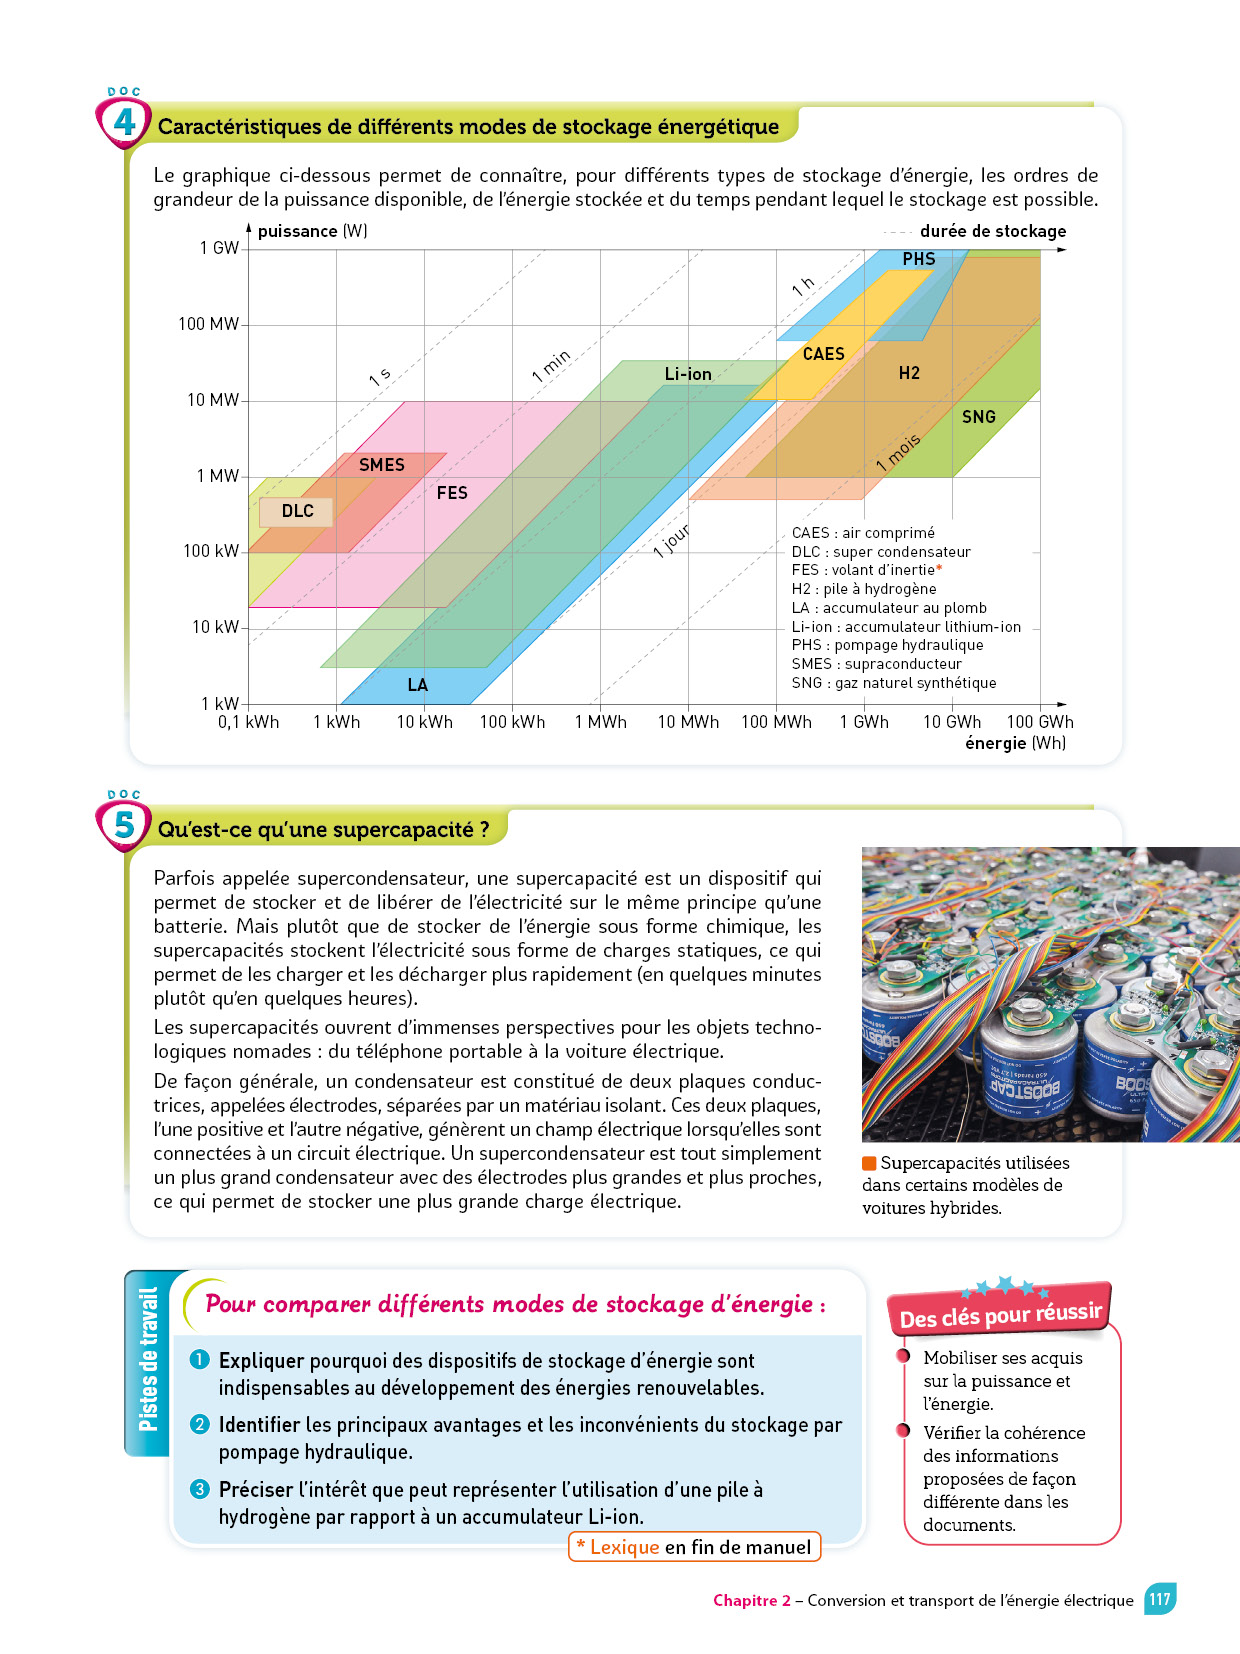 DOC
4
Caractéristiques de différents modes de stockage énergétique
Le graphique ci-dessous permet de connaître, pour différents types de stockage d'énergie, les ordres de
grandeur de la puissance disponible, de l'énergie stockée et du temps pendant lequel le stockage est possible.
puissance (W)
durée de stockage
1 GW
100 MW
10 MW
1 MW
100 kW
10 kW
1 kW
PHS
1 h
CAES
1 s
1 min
Li-ion
H2
SNG
1 mois
SMES
FES
DLC
1 jour
LA
CAES : air comprimé
DLC : super condensateur
FES : volant d'inertie*
H2 : pile à hydrogène
LA : accumulateur au plomb
Li-ion : accumulateur lithium-ion
PHS : pompage hydraulique
SMES : supraconducteur
SNG : gaz naturel synthétique
0,1 kWh 1 kWh 10 kWh 100 kWh 1 MWh 10 MWh 100 MWh 1 GWh 10 GWh 100 GWh
énergie (Wh)
DOC
5
Qu'est-ce qu'une supercapacité ?
Parfois appelée supercondensateur, une supercapacité est un dispositif qui
permet de stocker et de libérer de l'électricité sur le même principe qu'une
batterie. Mais plutôt que de stocker de l'énergie sous forme chimique, les
supercapacités stockent l'électricité sous forme de charges statiques, ce qui
permet de les charger et les décharger plus rapidement (en quelques minutes
plutôt qu'en quelques heures).
Les supercapacités ouvrent d'immenses perspectives pour les objets techno-
logiques nomades : du téléphone portable à la voiture électrique.
De façon générale, un condensateur est constitué de deux plaques conduc-
trices, appelées électrodes, séparées par un matériau isolant. Ces deux plaques,
l'une positive et l'autre négative, génèrent un champ électrique lorsqu'elles sont
connectées à un circuit électrique. Un supercondensateur est tout simplement
un plus grand condensateur avec des électrodes plus grandes et plus proches,
ce qui permet de stocker une plus grande charge électrique.
BOOSTCAP
Supercapacités utilisées
dans certains modèles de
voitures hybrides.
Pistes de travail
Pour comparer différents modes de stockage d'énergie :
1 Expliquer pourquoi des dispositifs de stockage d'énergie sont
indispensables au développement des énergies renouvelables.
2 Identifier les principaux avantages et les inconvénients du stockage par
pompage hydraulique.
3 Préciser l'intérêt que peut représenter l'utilisation d'une pile à
hydrogène par rapport à un accumulateur Li-ion.
* Lexique en fin de manuel
Des clés pour réussir
Mobiliser ses acquis
sur la puissance et
l'énergie.
Vérifier la cohérence
des informations
proposées de façon
différente dans les
documents.
Chapitre 2 – Conversion et transport de l'énergie électrique 117